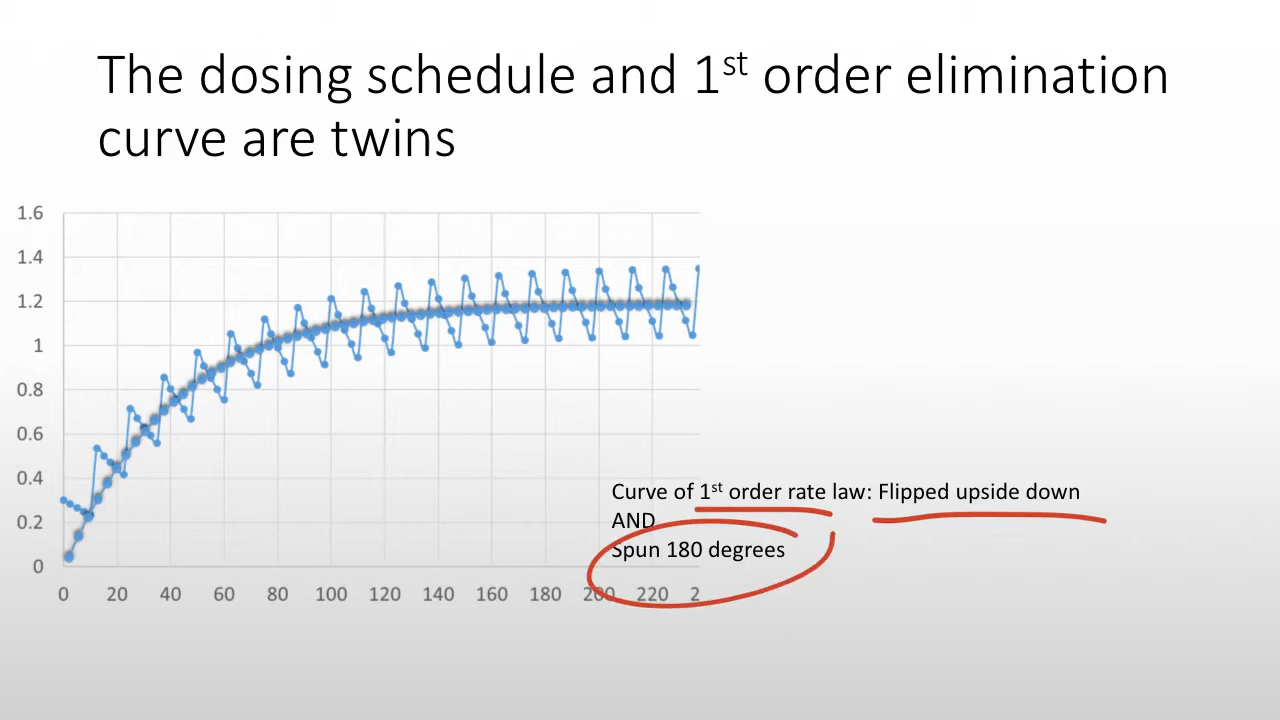 The dosing schedule and 1st order elimination
curve are twins
1.6
1.4
1.2
1
0.8
0.6
0.4
0.2
0
0 20 40 60 80 100 120 140 160 180 200 220 2
Curve of 1st order rate law: Flipped upside down
AND
Spun 180 degrees